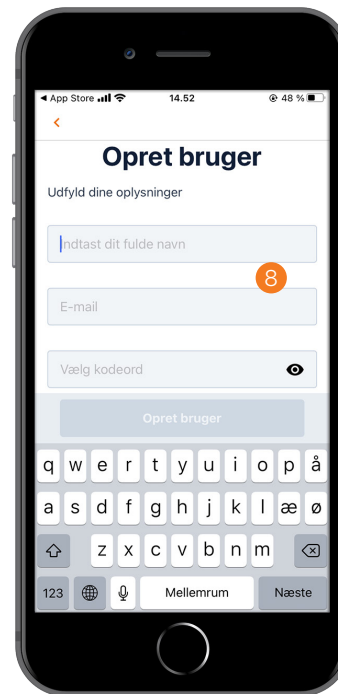 App Store 14.52 48 %
Opret bruger
Udfyld dine oplysninger
Indtast dit fulde navn
8
E-mail
Vælg kodeord
Opret bruger
q w e r t y u i o p å
a s d f g h j k l æ ø
z x c v b n m
123 Mellemrum Næste